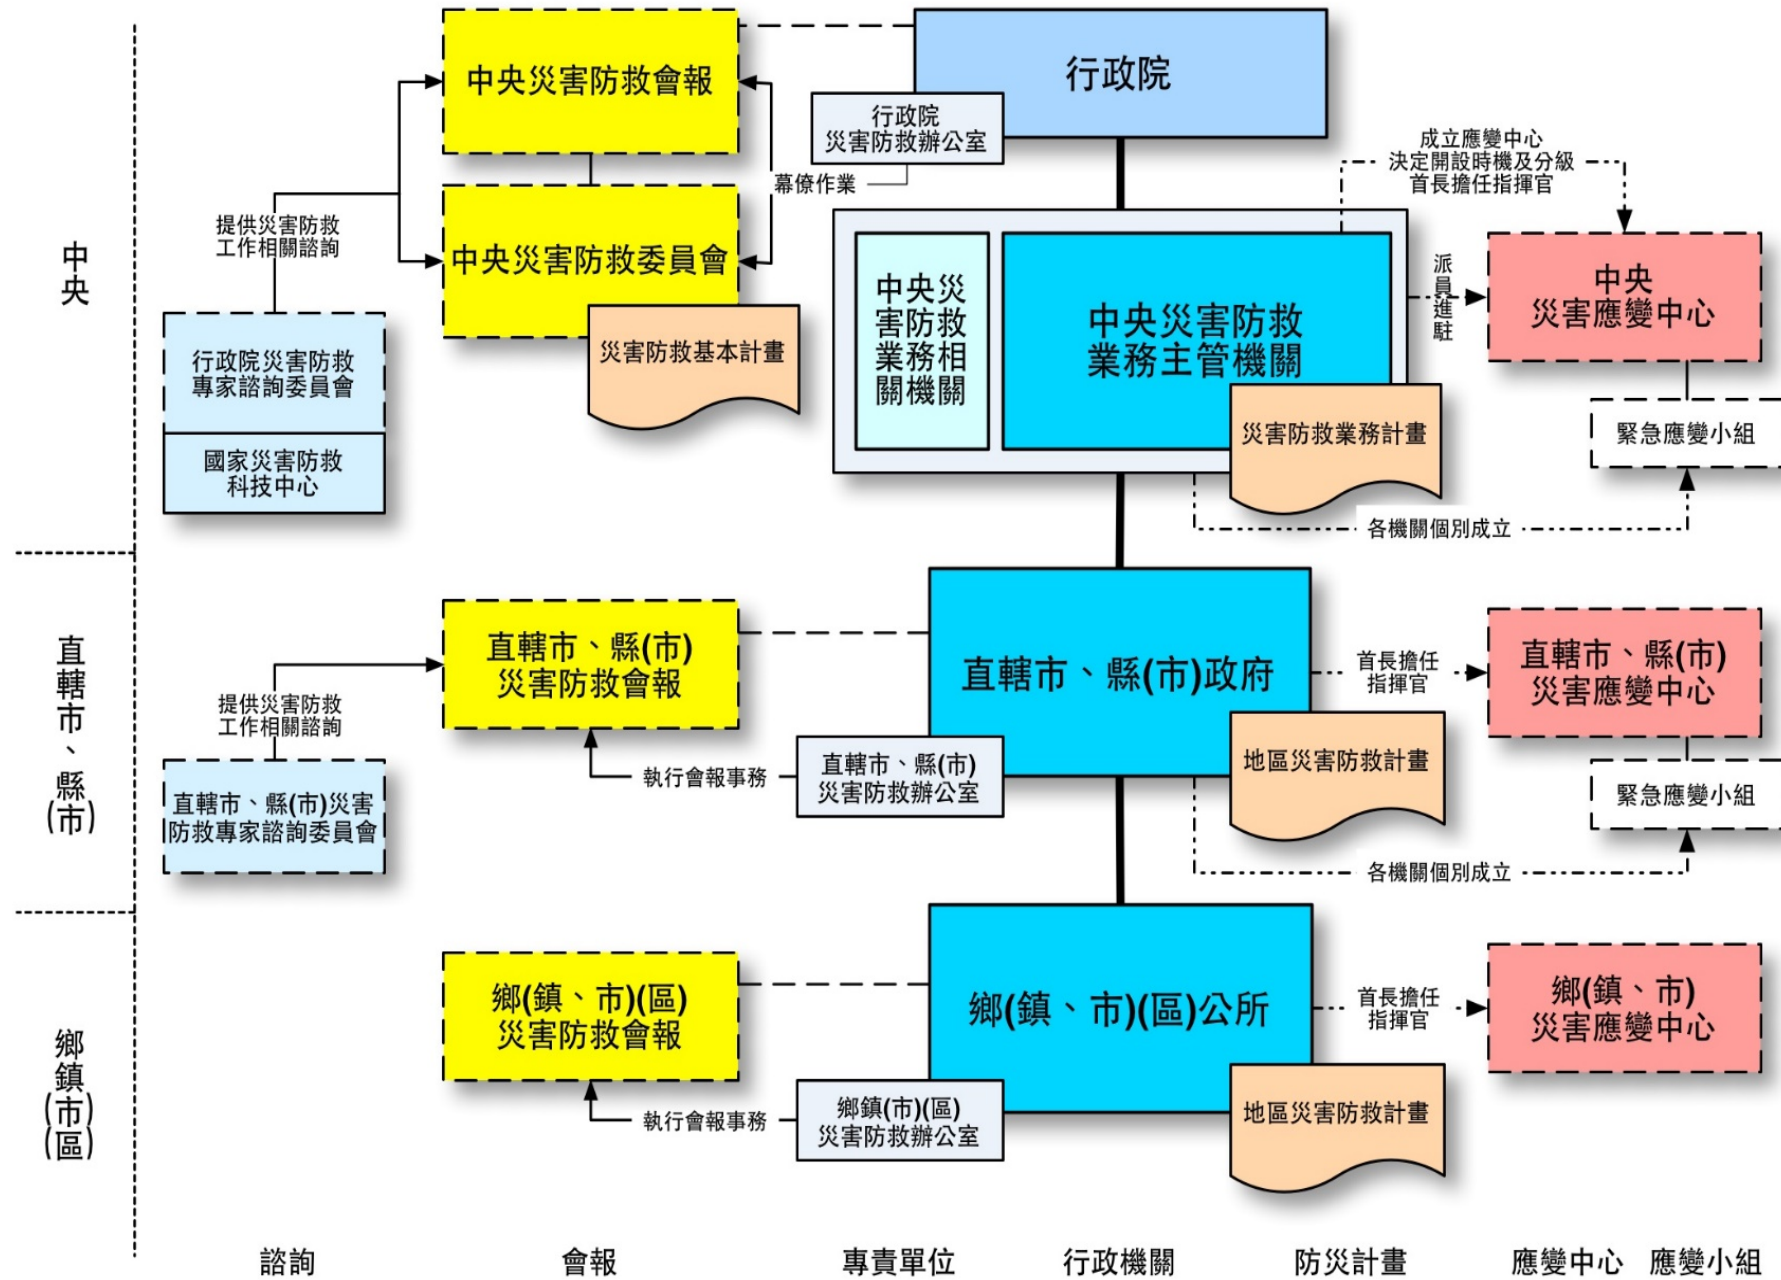 中央
直轄市、縣(市)
鄉鎮(市)(區)
中央災害防救會報
行政院
行政院
災害防救辦公室
幕僚作業
成立應變中心
決定開設時機及分級
首長擔任指揮官
提供災害防救
工作相關諮詢
中央災害防救委員會
災害防救基本計畫
行政院災害防救
專家諮詢委員會
國家災害防救
科技中心
中央災
害防救
業務相
關機關
中央災害防救
業務主管機關
災害防救業務計畫
派員進駐
中央
災害應變中心
緊急應變小組
各機關個別成立
直轄市、縣(市)
災害防救會報
直轄市、縣(市)政府
首長擔任
指揮官
直轄市、縣(市)
災害應變中心
提供災害防救
工作相關諮詢
直轄市、縣(市)災害
防救專家諮詢委員會
執行會報事務
直轄市、縣(市)
災害防救辦公室
地區災害防救計畫
緊急應變小組
各機關個別成立
鄉(鎮、市)(區)
災害防救會報
鄉(鎮、市)(區)公所
首長擔任
指揮官
鄉(鎮、市)
災害應變中心
執行會報事務
鄉鎮(市)(區)
災害防救辦公室
地區災害防救計畫
諮詢
會報
專責單位
行政機關
防災計畫
應變中心
應變小組